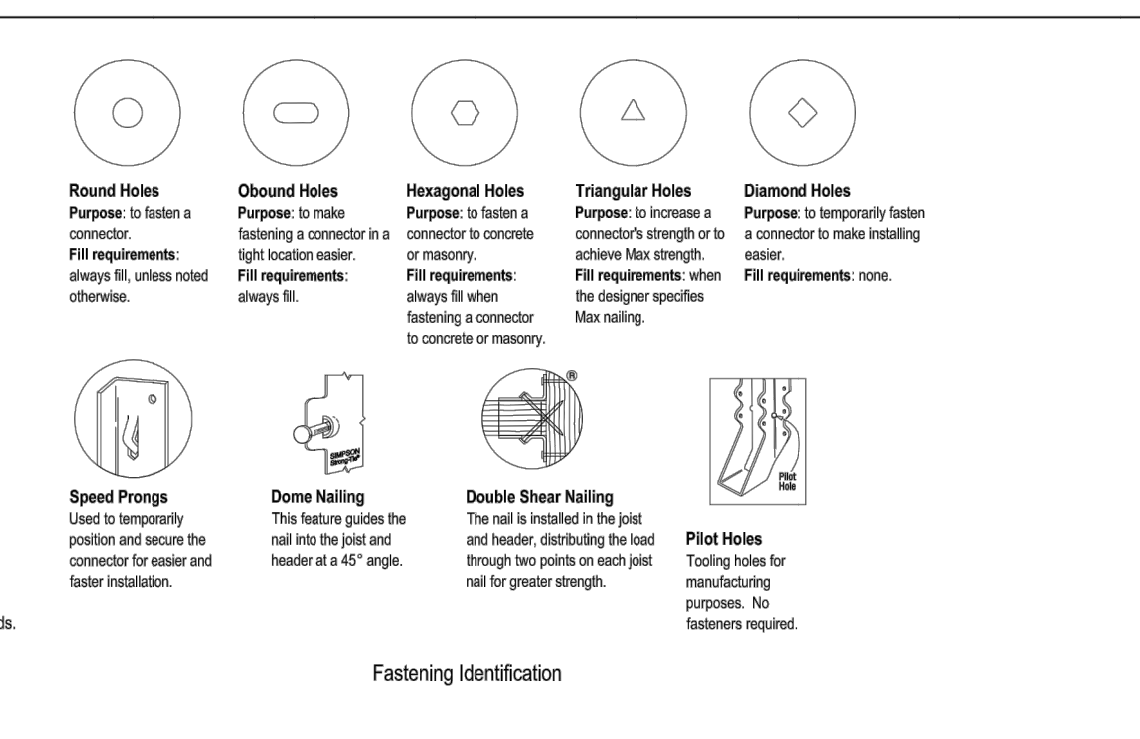 Round Holes
Purpose: to fasten a
connector.
Fill requirements:
always fill, unless noted
otherwise.
Obound Holes
Purpose: to make
fastening a connector in a
tight location easier.
Fill requirements:
always fill.
Hexagonal Holes
Purpose: to fasten a
connector to concrete
or masonry.
Fill requirements:
always fill when
fastening a connector
to concrete or masonry.
Triangular Holes
Purpose: to increase a
connector's strength or to
achieve Max strength.
Fill requirements: when
the designer specifies
Max nailing.
Diamond Holes
Purpose: to temporarily fasten
a connector to make installing
easier.
Fill requirements: none.
Speed Prongs
Used to temporarily
position and secure the
connector for easier and
faster installation.
SIMPSON
Strong-Tie®
Dome Nailing
This feature guides the
nail into the joist and
header at a 45° angle.
®
Double Shear Nailing
The nail is installed in the joist
and header, distributing the load
through two points on each joist
nail for greater strength.
Pilot
Hole
Pilot Holes
Tooling holes for
manufacturing
purposes. No
fasteners required.
ds.
Fastening Identification